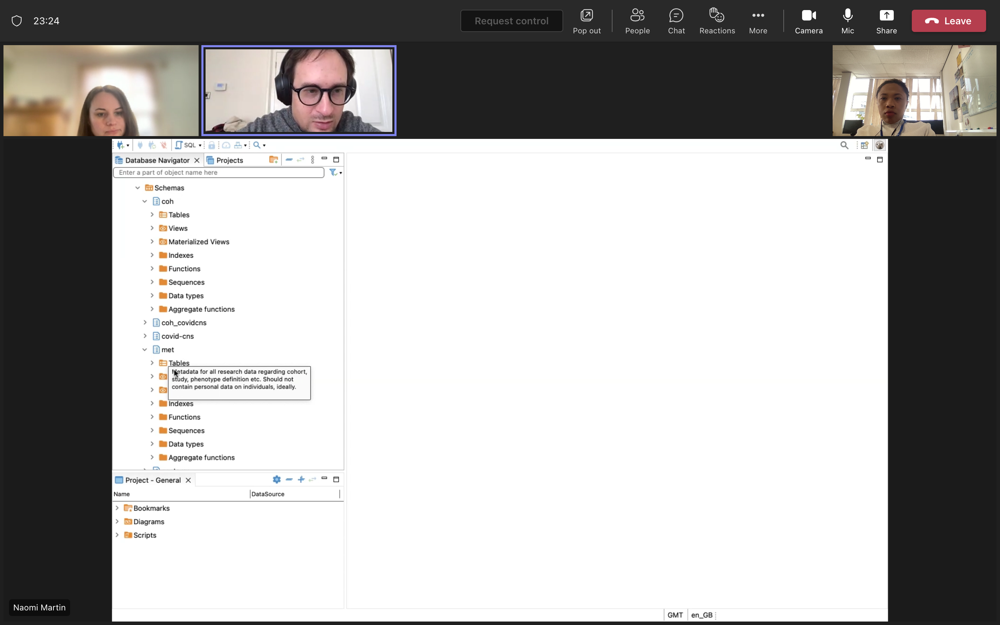 23:24
Request control
Pop out
People
Chat
Reactions
More
Camera
Mic
Share
Leave
SQL
Database Navigator
Projects
Enter a part of object name here
Schemas
coh
Tables
Views
Materialized Views
Indexes
Functions
Sequences
Data types
Aggregate functions
coh_covidcns
covid-cns
met
Tables
Metadata for all research data regarding cohort,
study, phenotype definition etc. Should not
contain personal data on individuals, ideally.
Indexes
Functions
Sequences
Data types
Aggregate functions
Project - General
Name
DataSource
Bookmarks
Diagrams
Scripts
Naomi Martin
GMT
en_GB